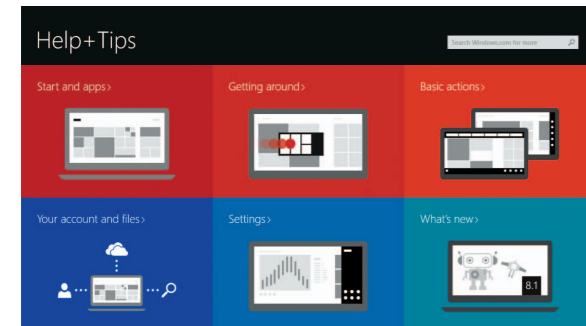 Help+Tips
Search Windows.com for more
Start and apps›
Getting around›
Basic actions›
Your account and files›
Settings›
What's new›
8.1